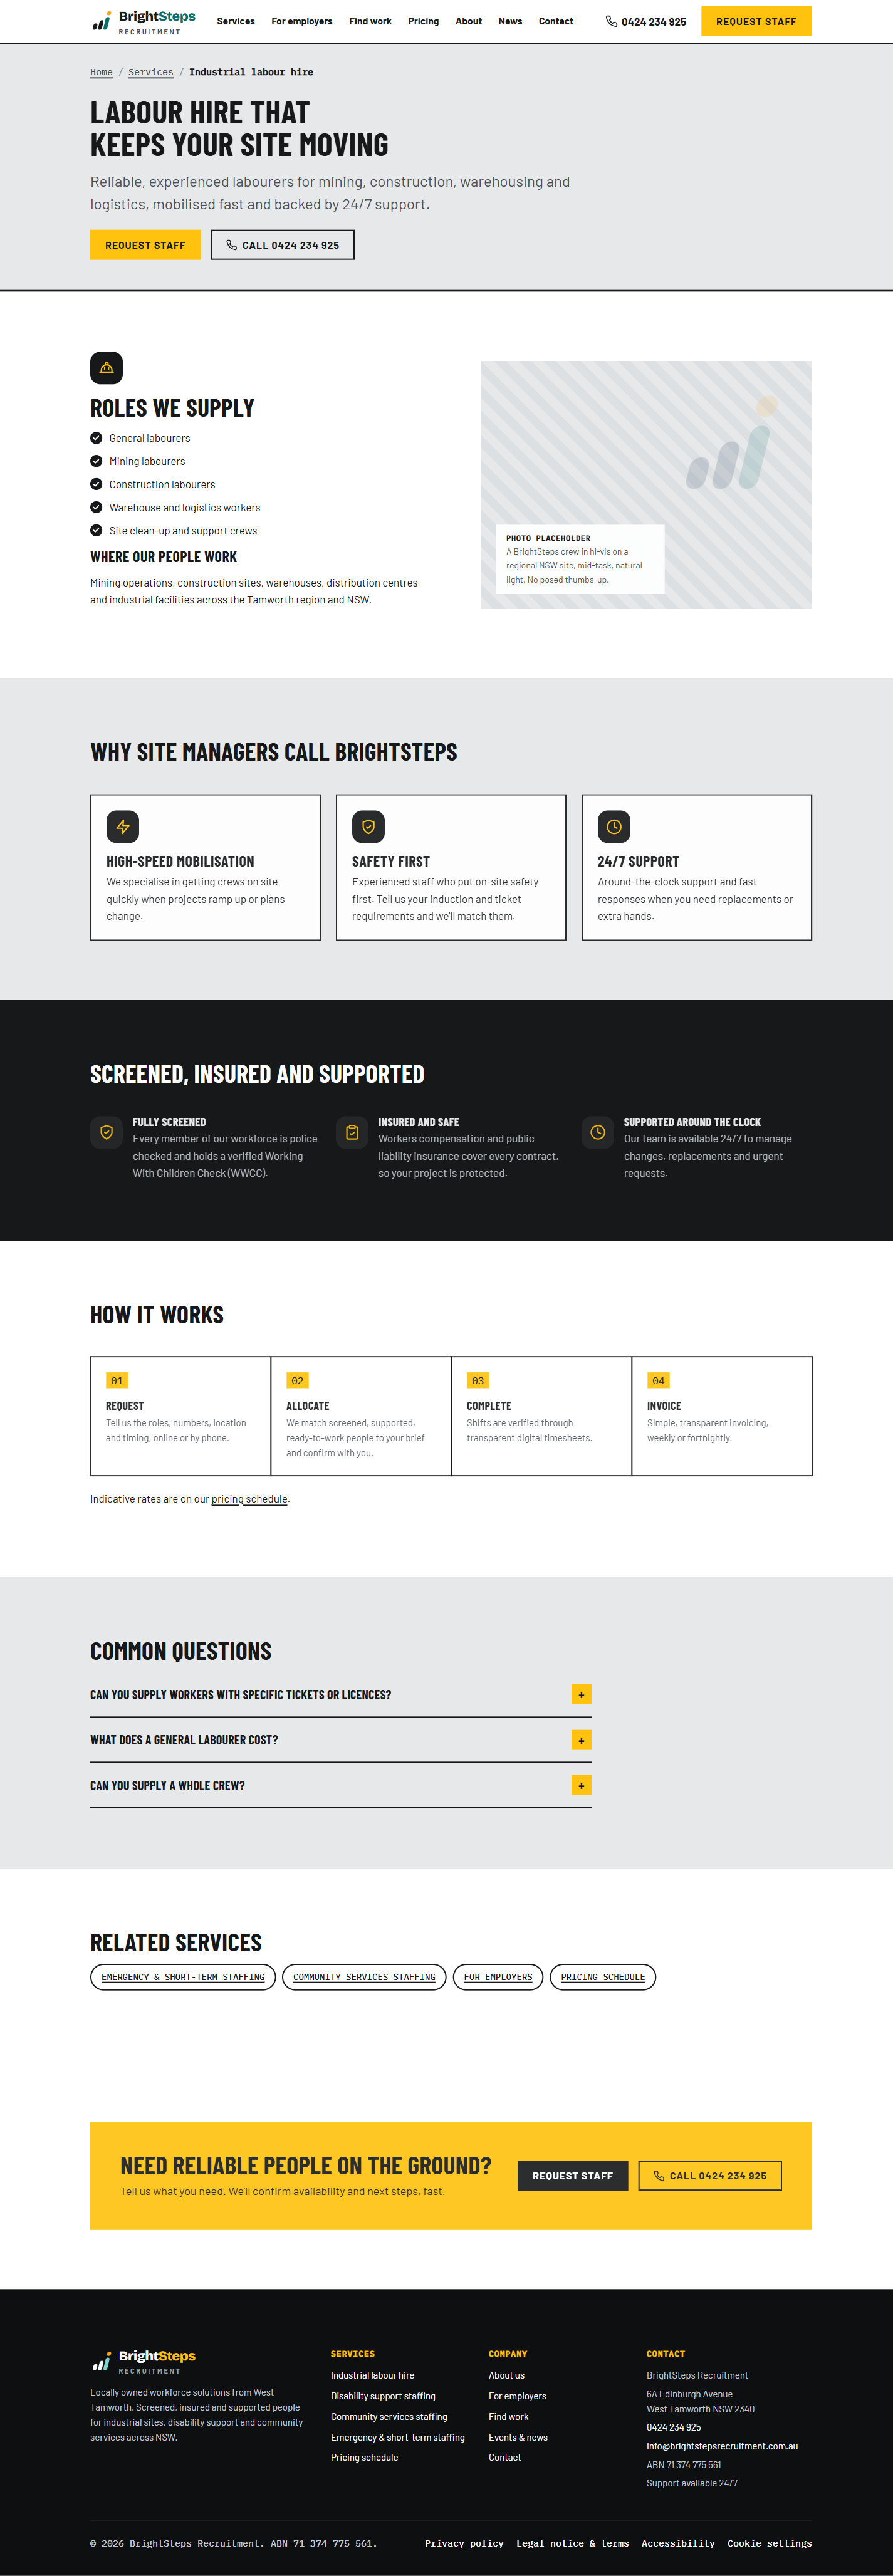 BrightSteps
RECRUITMENT
Services
For employers
Find work
Pricing
About
News
Contact
0424 234 925
REQUEST STAFF
Home / Services / Industrial labour hire
LABOUR HIRE THAT
KEEPS YOUR SITE MOVING
Reliable, experienced labourers for mining, construction, warehousing and
logistics, mobilised fast and backed by 24/7 support.
REQUEST STAFF
CALL 0424 234 925
ROLES WE SUPPLY
General labourers
Mining labourers
Construction labourers
Warehouse and logistics workers
Site clean-up and support crews
WHERE OUR PEOPLE WORK
Mining operations, construction sites, warehouses, distribution centres
and industrial facilities across the Tamworth region and NSW.
PHOTO PLACEHOLDER
A BrightSteps crew in hi-vis on a
regional NSW site, mid-task, natural
light. No posed thumbs-up.
WHY SITE MANAGERS CALL BRIGHTSTEPS
HIGH-SPEED MOBILISATION
We specialise in getting crews on site
quickly when projects ramp up or plans
change.
SAFETY FIRST
Experienced staff who put on-site safety
first. Tell us your induction and ticket
requirements and we'll match them.
24/7 SUPPORT
Around-the-clock support and fast
responses when you need replacements or
extra hands.
SCREENED, INSURED AND SUPPORTED
FULLY SCREENED
Every member of our workforce is police
checked and holds a verified Working
With Children Check (WWCC).
INSURED AND SAFE
Workers compensation and public
liability insurance cover every contract,
so your project is protected.
SUPPORTED AROUND THE CLOCK
Our team is available 24/7 to manage
changes, replacements and urgent
requests.
HOW IT WORKS
01
REQUEST
Tell us the roles, numbers, location
and timing, online or by phone.
02
ALLOCATE
We match screened, supported,
ready-to-work people to your brief
and confirm with you.
03
COMPLETE
Shifts are verified through
transparent digital timesheets.
04
INVOICE
Simple, transparent invoicing,
weekly or fortnightly.
Indicative rates are on our pricing schedule.
COMMON QUESTIONS
CAN YOU SUPPLY WORKERS WITH SPECIFIC TICKETS OR LICENCES?
+
WHAT DOES A GENERAL LABOURER COST?
+
CAN YOU SUPPLY A WHOLE CREW?
+
RELATED SERVICES
EMERGENCY & SHORT-TERM STAFFING
COMMUNITY SERVICES STAFFING
FOR EMPLOYERS
PRICING SCHEDULE
NEED RELIABLE PEOPLE ON THE GROUND?
Tell us what you need. We'll confirm availability and next steps, fast.
REQUEST STAFF
CALL 0424 234 925
BrightSteps
RECRUITMENT
Locally owned workforce solutions from West
Tamworth. Screened, insured and supported people
for industrial sites, disability support and community
services across NSW.
SERVICES
Industrial labour hire
Disability support staffing
Community services staffing
Emergency & short-term staffing
Pricing schedule
COMPANY
About us
For employers
Find work
Events & news
Contact
CONTACT
BrightSteps Recruitment
6A Edinburgh Avenue
West Tamworth NSW 2340
0424 234 925
info@brightstepsrecruitment.com.au
ABN 71 374 775 561
Support available 24/7
© 2026 BrightSteps Recruitment. ABN 71 374 775 561.
Privacy policy
Legal notice & terms
Accessibility
Cookie settings